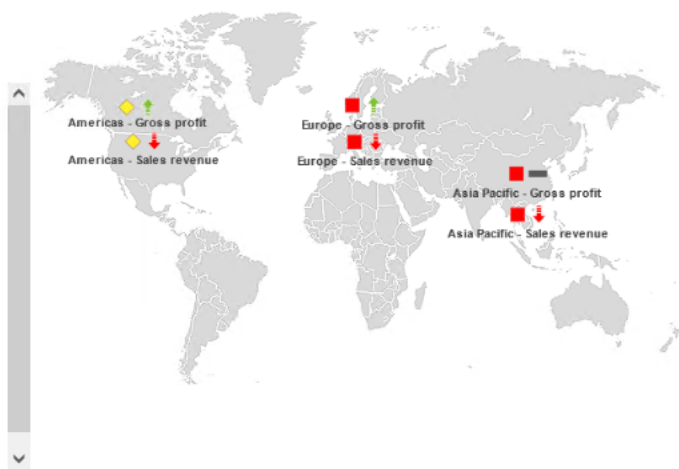 Americas - Gross profit
Europe - Gross profit
Americas - Sales revenue
Europe - Sales revenue
Asia Pacific - Gross profit
Asia Pacific - Sales revenue